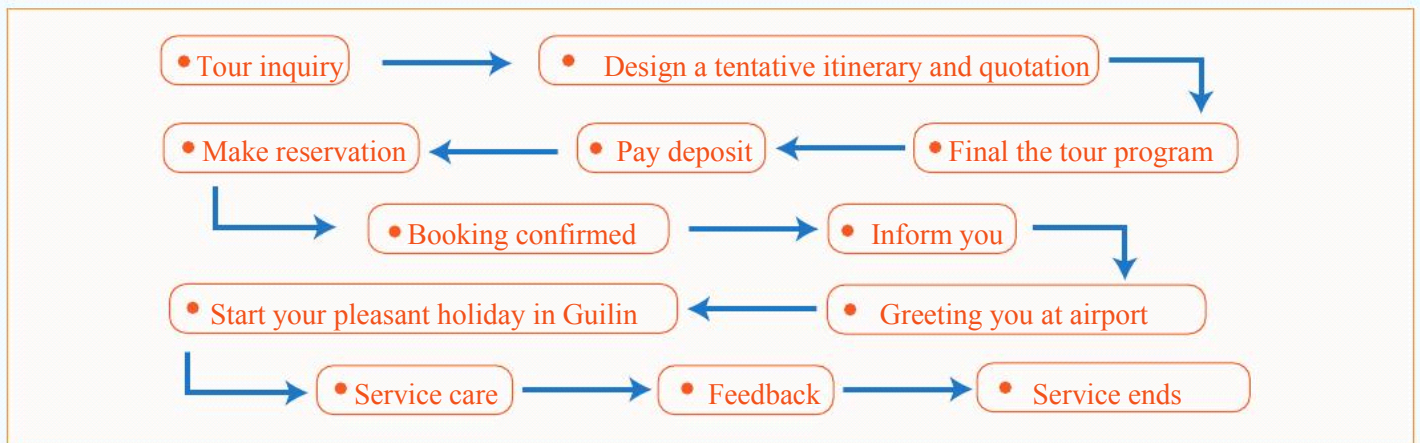 Tour inquiry
Design a tentative itinerary and quotation
Final the tour program
Pay deposit
Make reservation
Booking confirmed
Inform you
Greeting you at airport
Start your pleasant holiday in Guilin
Service care
Feedback
Service ends